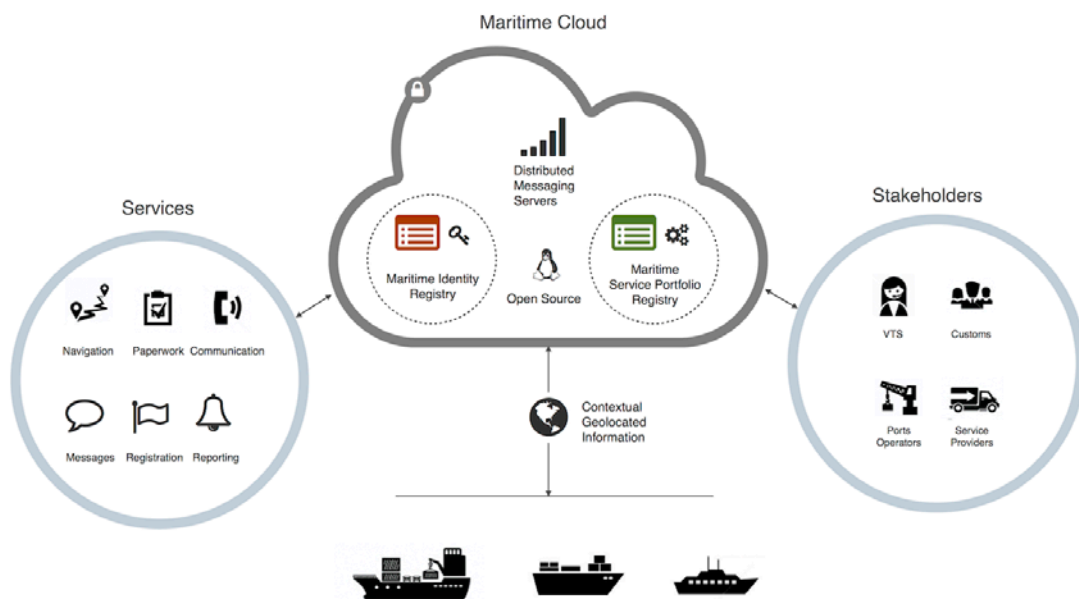 Maritime Cloud
Distributed
Messaging
Servers
Maritime Identity
Registry
Open Source
Maritime
Service Portfolio
Registry
Services
Navigation
Paperwork
Communication
Messages
Registration
Reporting
Stakeholders
VTS
Customs
Ports
Operators
Service
Providers
Contextual
Geolocated
Information